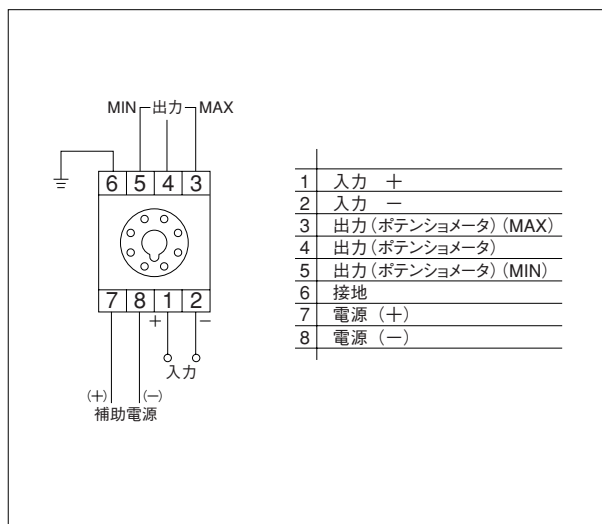 MIN 出力 MAX
6 5 4 3
7 8 1 2
+ −
入力
(+) (−)
補助電源
1 入力 +
2 入力 −
3 出力(ポテンショメータ)(MAX)
4 出力(ポテンショメータ)
5 出力(ポテンショメータ)(MIN)
6 接地
7 電源(+)
8 電源(−)